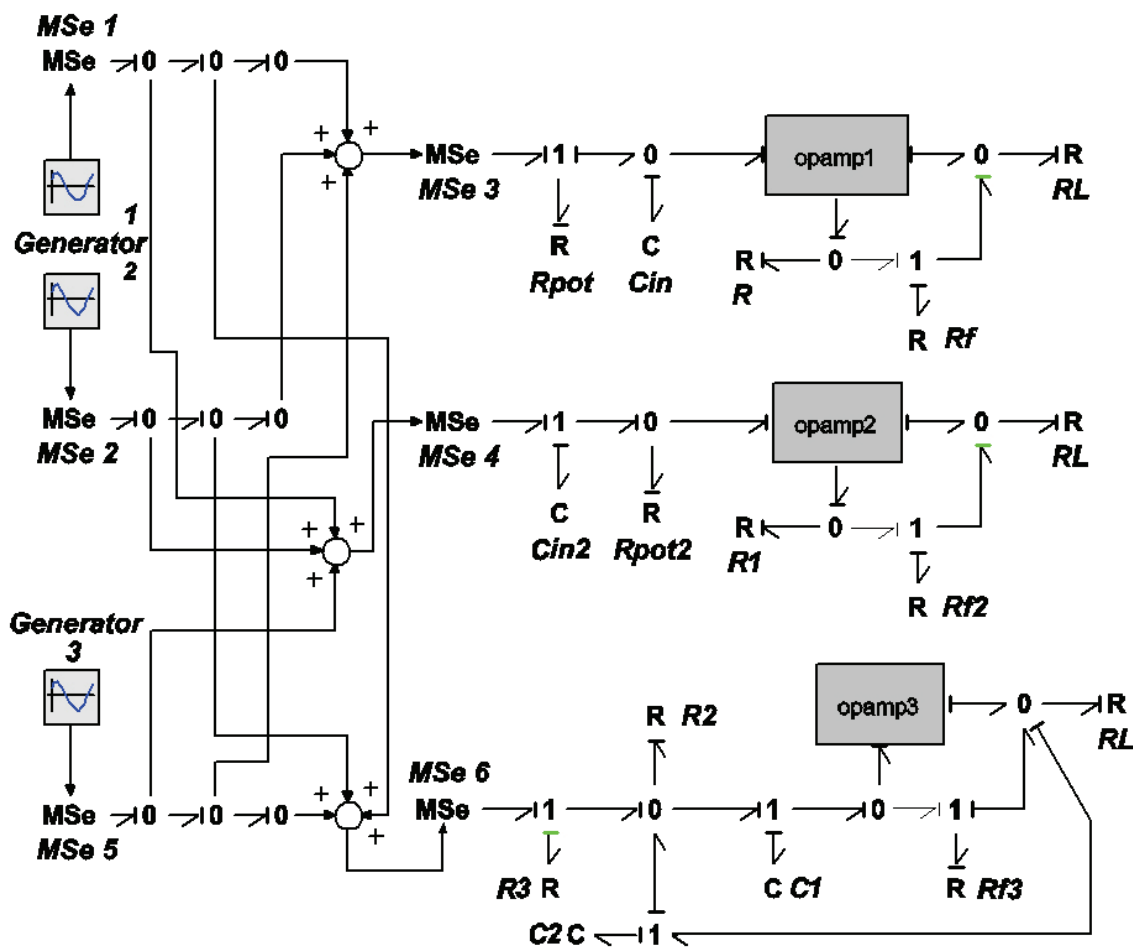 MSe 1
MSe 0 0 0
+ +
+
MSe 1 0 opamp1 0 R
MSe 3 RL
1
Generator
2
R C R 0 1
Rpot Cin R
R Rf
MSe 0 0 0 MSe 1 0 opamp2 0 R
MSe 2 MSe 4 RL
+ +
+
C R R 0 1
Cin2 Rpot2 R1
R Rf2
Generator
3
R R2 opamp3 0 R
RL
MSe 6
+ +
MSe 0 0 0 MSe 1 0 1 0 1
MSe 5 +
R3 R C C1 R Rf3
C2 C 1